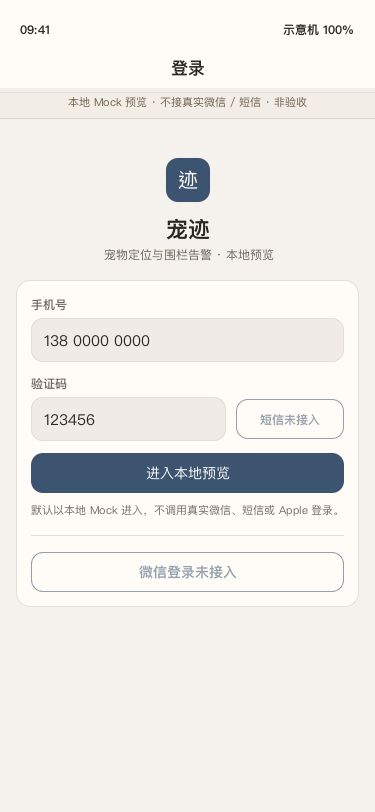 09:41 示意机 100%
登录
本地 Mock 预览 · 不接真实微信 / 短信 · 非验收
迹
宠迹
宠物定位与围栏告警 · 本地预览
手机号
138 0000 0000
验证码
123456 短信未接入
进入本地预览
默认以本地 Mock 进入，不调用真实微信、短信或 Apple 登录。
微信登录未接入